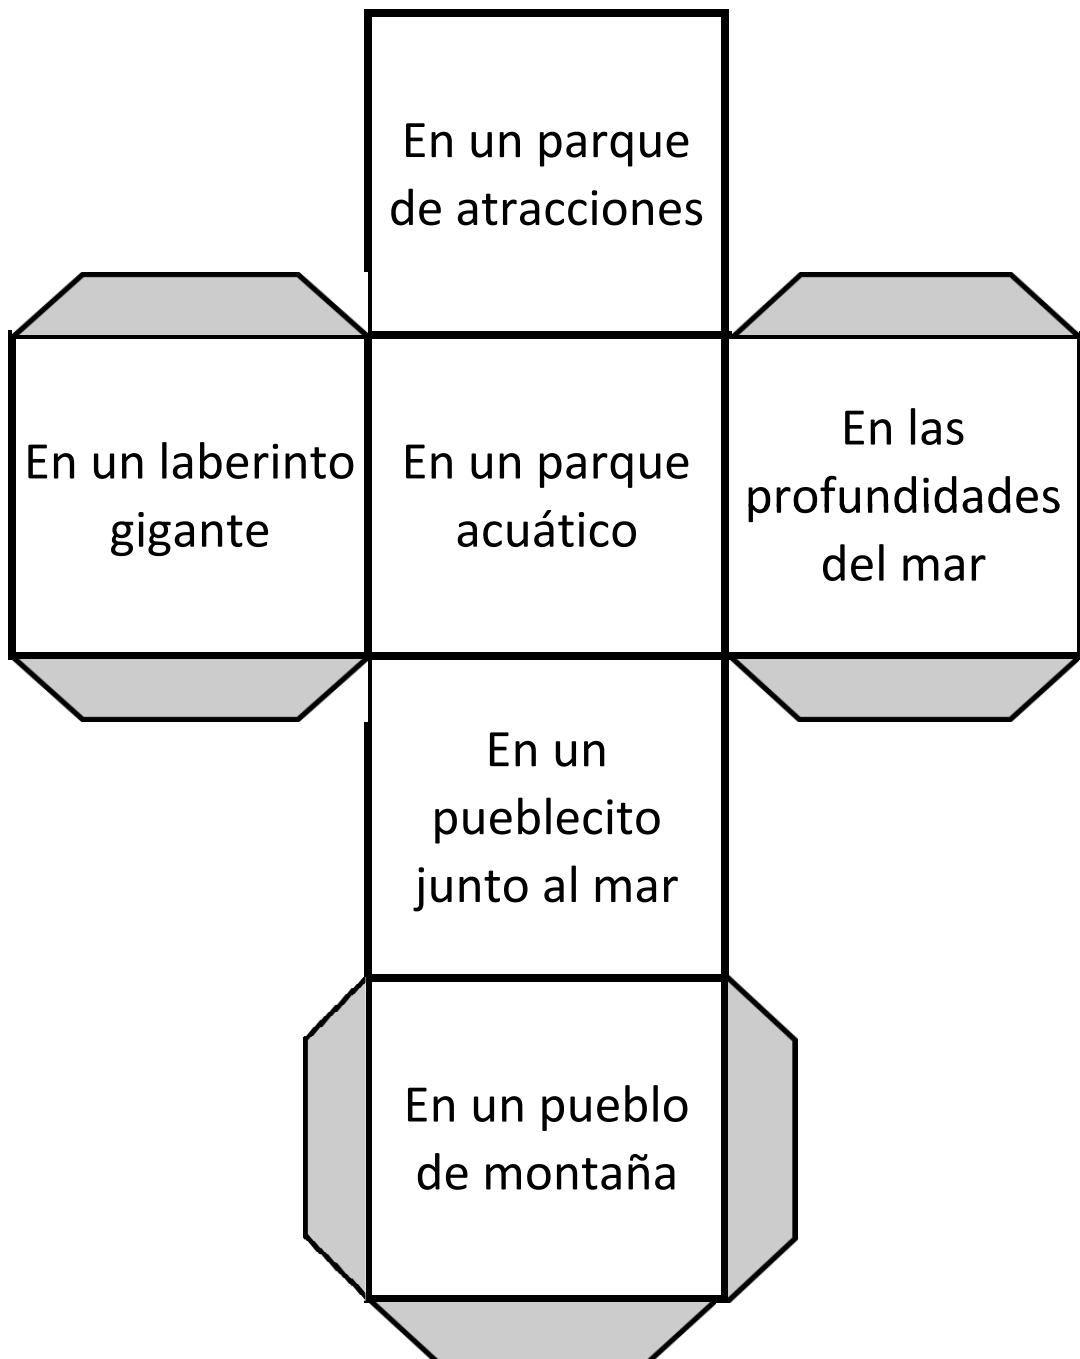 En un parque
de atracciones
En un laberinto
gigante
En un parque
acuático
En las
profundidades
del mar
En un
pueblecito
junto al mar
En un pueblo
de montaña